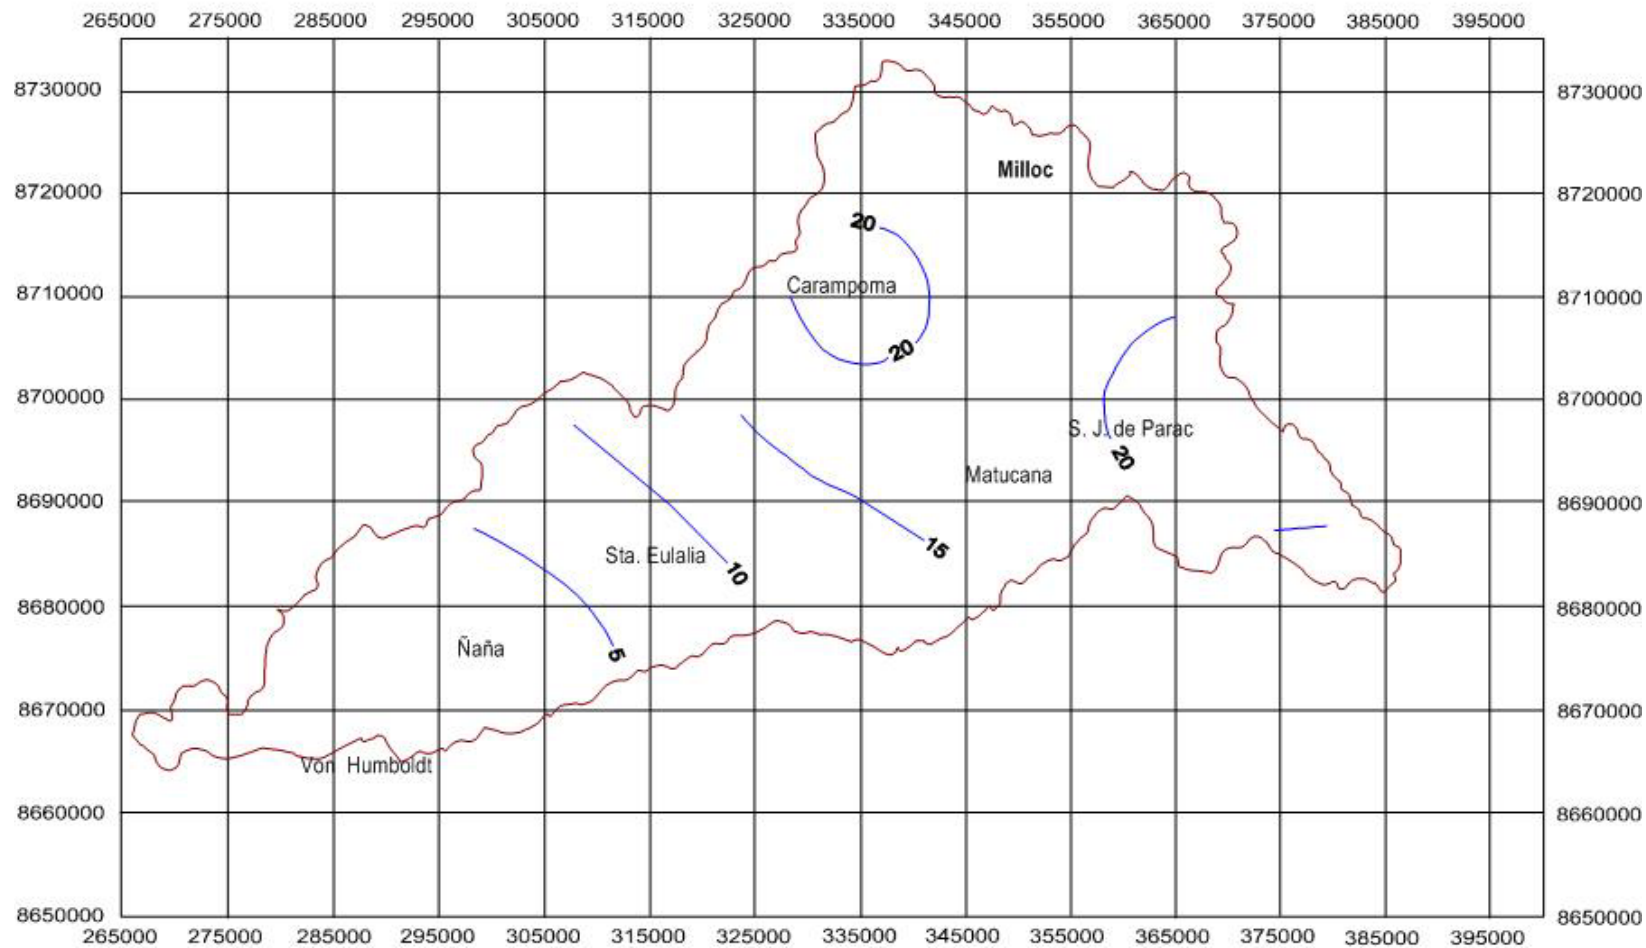 265000 275000 285000 295000 305000 315000 325000 335000 345000 355000 365000 375000 385000 395000
8730000 8730000
Milloc
8720000 8720000
20
Carampoma
8710000 8710000
20
8700000 8700000
S. J. de Parac
20
Matucana
8690000 8690000
15
Sta. Eulalia
10
8680000 8680000
Ñaña
5
8670000 8670000
Von Humboldt
8660000 8660000
8650000 8650000
265000 275000 285000 295000 305000 315000 325000 335000 345000 355000 365000 375000 385000 395000